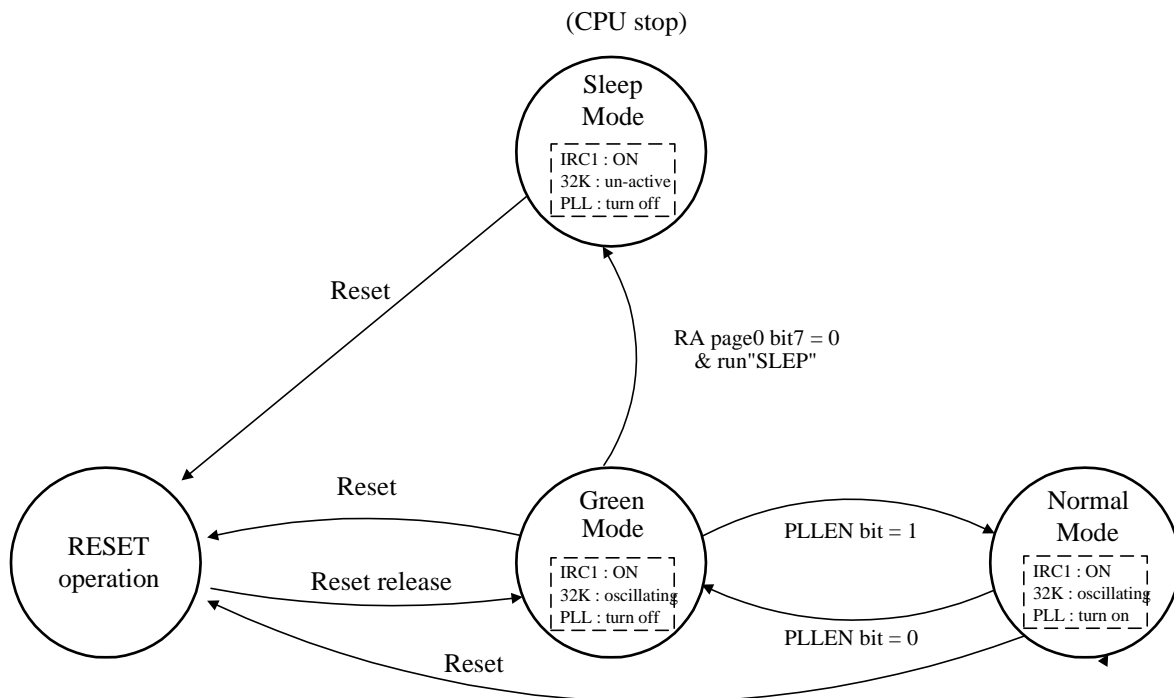 (CPU stop)
Sleep
Mode
IRC1 : ON
32K : un-active
PLL : turn off
Reset
RA page0 bit7 = 0
& run"SLEP"
Reset
RESET
operation
Reset release
Green
Mode
IRC1 : ON
32K : oscillating
PLL : turn off
PLLEN bit = 1
PLLEN bit = 0
Normal
Mode
IRC1 : ON
32K : oscillating
PLL : turn on
Reset